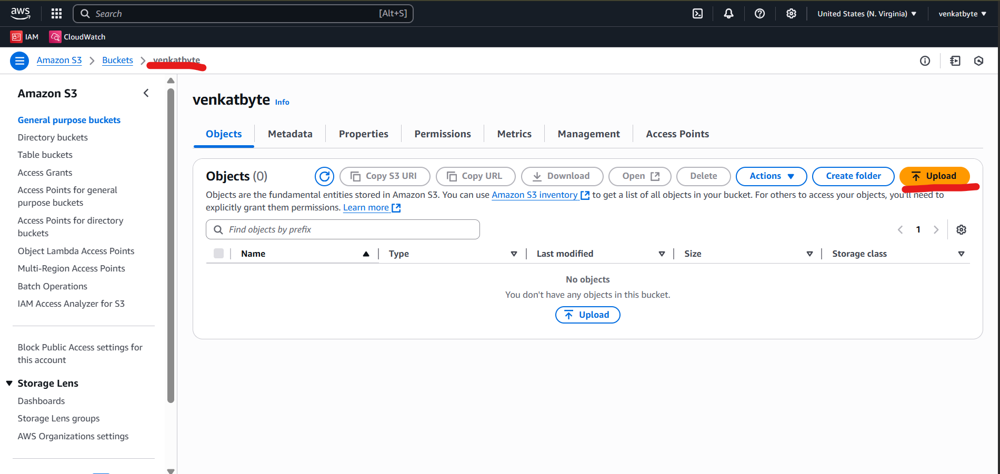 aws
Search [Alt+S]
United States (N. Virginia)
venkatbyte
IAM
CloudWatch
Amazon S3
Buckets
venkatbyte
Amazon S3
General purpose buckets
Directory buckets
Table buckets
Access Grants
Access Points for general
purpose buckets
Access Points for directory
buckets
Object Lambda Access Points
Multi-Region Access Points
Batch Operations
IAM Access Analyzer for S3
Block Public Access settings for
this account
Storage Lens
Dashboards
Storage Lens groups
AWS Organizations settings
venkatbyte Info
Objects
Metadata
Properties
Permissions
Metrics
Management
Access Points
Objects (0)
Copy S3 URI
Copy URL
Download
Open
Delete
Actions
Create folder
Upload
Objects are the fundamental entities stored in Amazon S3. You can use Amazon S3 inventory to get a list of all objects in your bucket. For others to access your objects, you'll need to
explicitly grant them permissions. Learn more
Find objects by prefix
1
Name
Type
Last modified
Size
Storage class
No objects
You don't have any objects in this bucket.
Upload